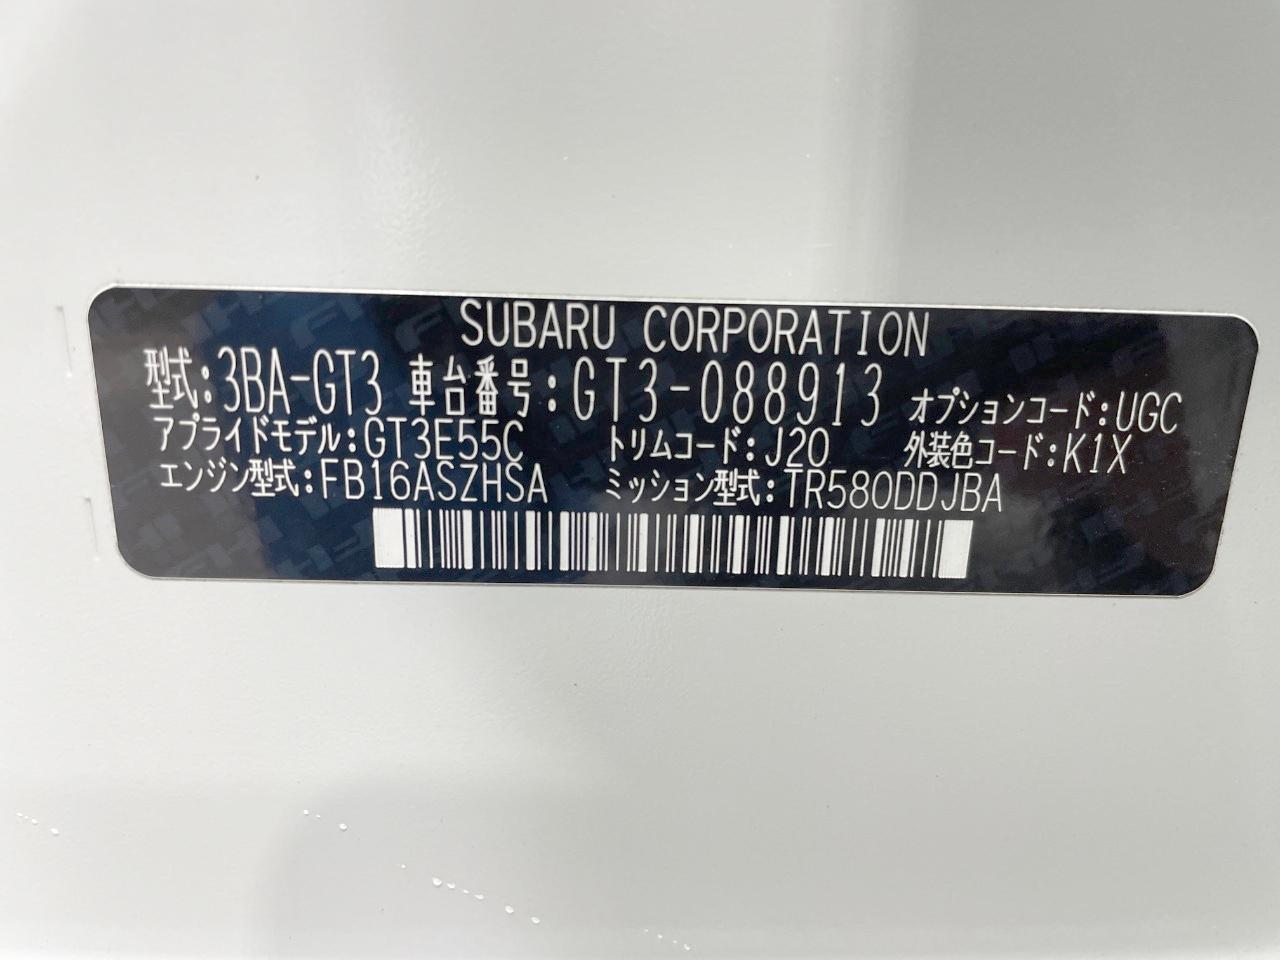 SUBARU CORPORATION
型式:3BA-GT3 車台番号:GT3-088913 オプションコード:UGC
アプライドモデル:GT3E55C トリムコード:J20 外装色コード:K1X
エンジン型式:FB16ASZHSA ミッション型式:TR580DDJBA